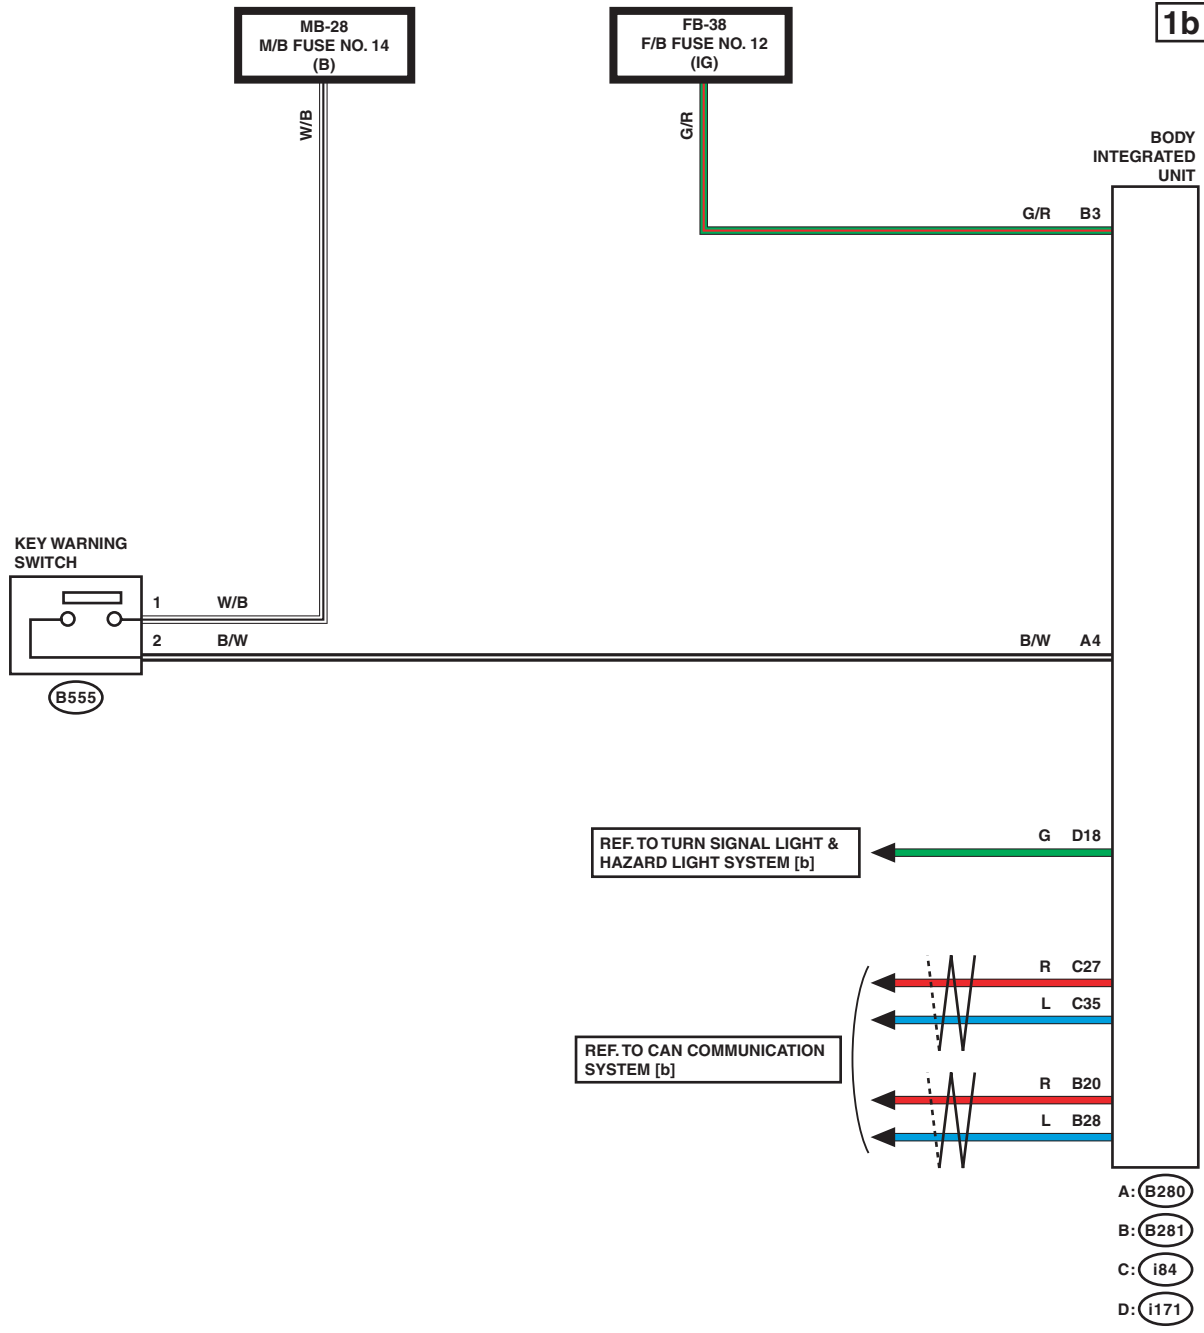 MB-28
M/B FUSE NO. 14
(B)
FB-38
F/B FUSE NO. 12
(IG)
1b
W/B
G/R
BODY
INTEGRATED
UNIT
G/R B3
KEY WARNING
SWITCH
1 W/B
2 B/W
B/W A4
B555
REF. TO TURN SIGNAL LIGHT &
HAZARD LIGHT SYSTEM [b]
G D18
R C27
L C35
REF. TO CAN COMMUNICATION
SYSTEM [b]
R B20
L B28
A: B280
B: B281
C: i84
D: i171